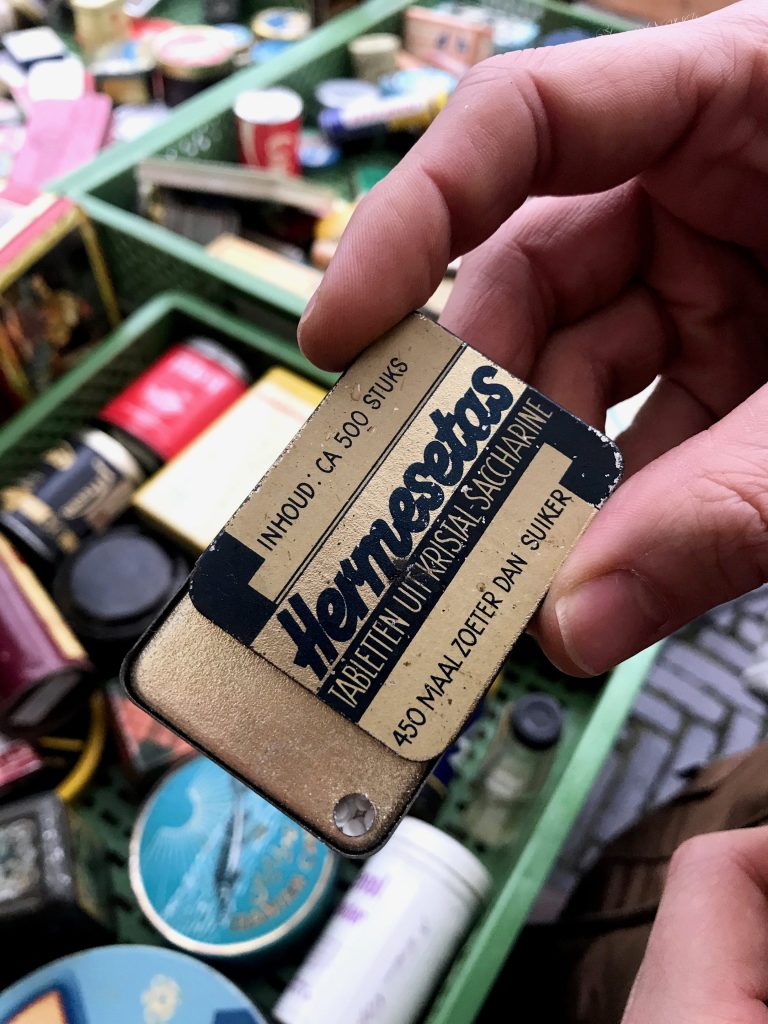 INHOUD: CA 500 STUKS
Hermesetas
TABLETTEN UIT KRISTAL-SACCHARINE
450 MAAL ZOETER DAN SUIKER